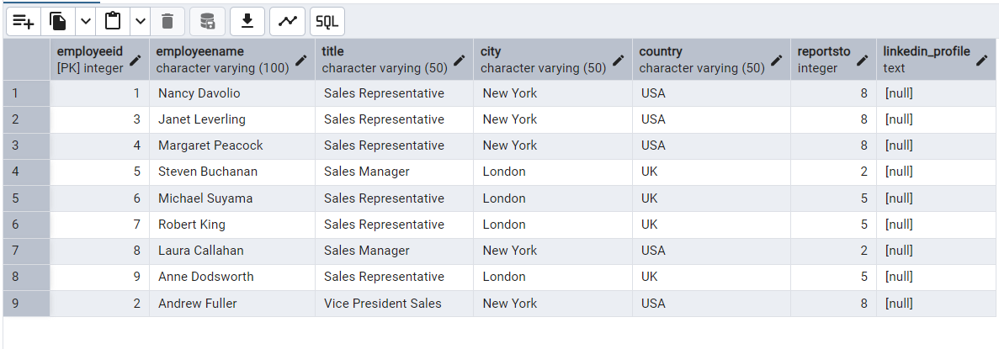 SQL
employeeid employeename title city country reportsto linkedin_profile
[PK] integer character varying (100) character varying (50) character varying (50) character varying (50) integer text
1 1 Nancy Davolio Sales Representative New York USA 8 [null]
2 3 Janet Leverling Sales Representative New York USA 8 [null]
3 4 Margaret Peacock Sales Representative New York USA 8 [null]
4 5 Steven Buchanan Sales Manager London UK 2 [null]
5 6 Michael Suyama Sales Representative London UK 5 [null]
6 7 Robert King Sales Representative London UK 5 [null]
7 8 Laura Callahan Sales Manager New York USA 2 [null]
8 9 Anne Dodsworth Sales Representative London UK 5 [null]
9 2 Andrew Fuller Vice President Sales New York USA 8 [null]